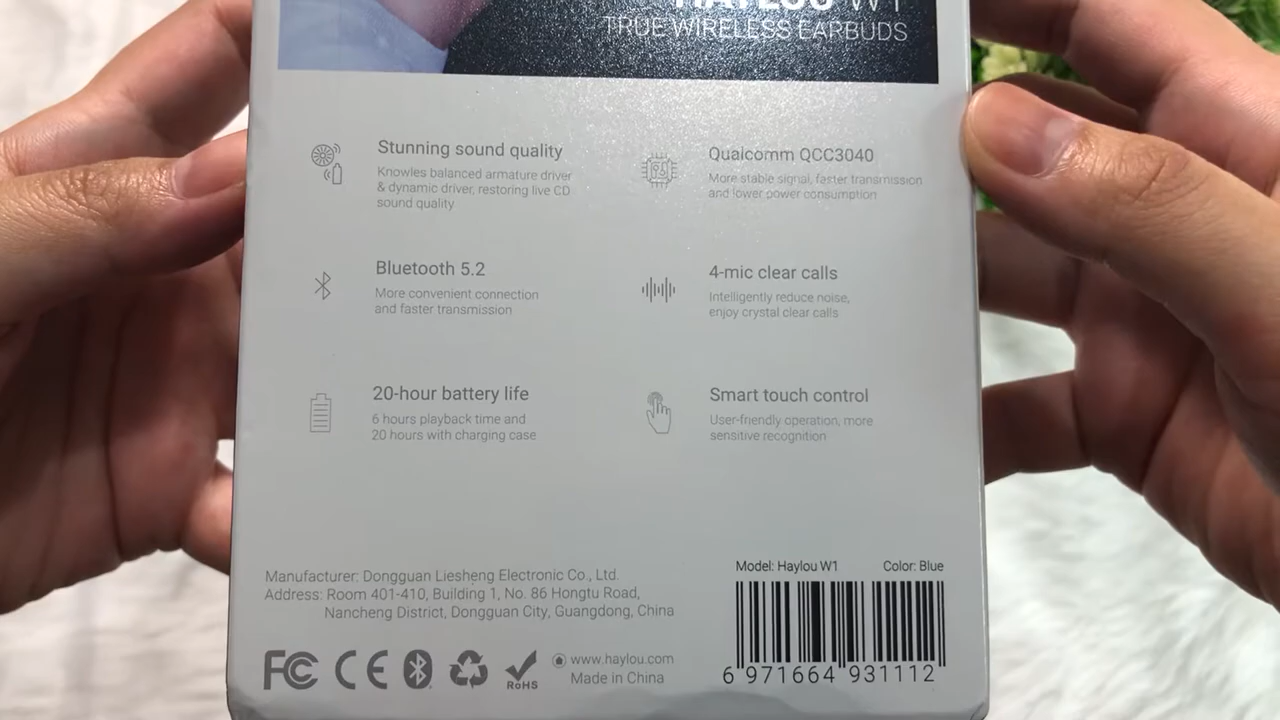 HAYLOU W1
TRUE WIRELESS EARBUDS
Stunning sound quality
Knowles balanced armature driver
& dynamic driver, restoring live CD
sound quality
Qualcomm QCC3040
More stable signal, faster transmission
and lower power consumption
Bluetooth 5.2
More convenient connection
and faster transmission
4-mic clear calls
Intelligently reduce noise,
enjoy crystal clear calls
20-hour battery life
6 hours playback time and
20 hours with charging case
Smart touch control
User-friendly operation, more
sensitive recognition
Manufacturer: Dongguan Liesheng Electronic Co., Ltd.
Address: Room 401-410, Building 1, No. 86 Hongtu Road,
Nancheng District, Dongguan City, Guangdong, China
FC CE RoHS
www.haylou.com
Made in China
Model: Haylou W1 Color: Blue
6 971664 931112